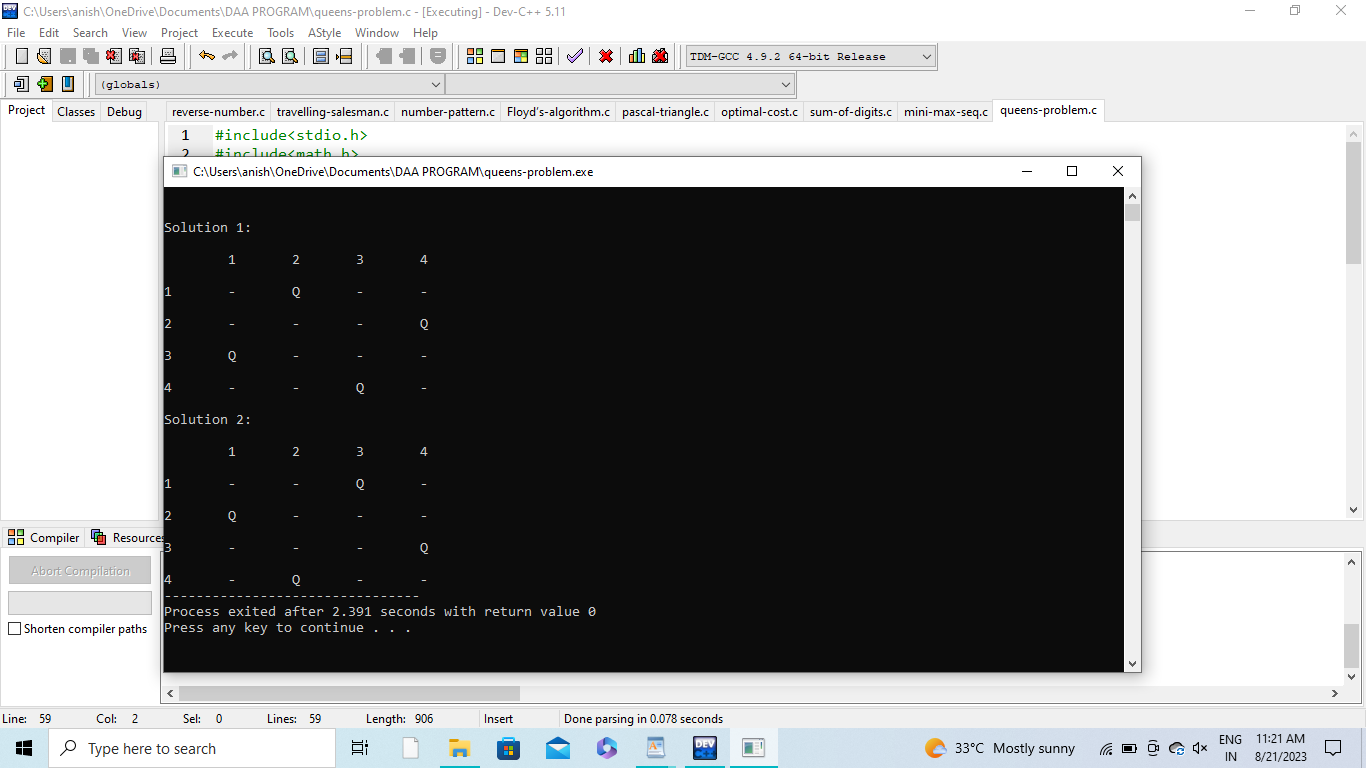 C:\Users\anish\OneDrive\Documents\DAA PROGRAM\queens-problem.c - [Executing] - Dev-C++ 5.11
File Edit Search View Project Execute Tools AStyle Window Help
TDM-GCC 4.9.2 64-bit Release
(globals)
Project Classes Debug
reverse-number.c travelling-salesman.c number-pattern.c Floyd's-algorithm.c pascal-triangle.c optimal-cost.c sum-of-digits.c mini-max-seq.c queens-problem.c
1 #include<stdio.h>
2 #include<math.h>
C:\Users\anish\OneDrive\Documents\DAA PROGRAM\queens-problem.exe
Solution 1:
1 2 3 4
1 - Q - -
2 - - - Q
3 Q - - -
4 - - Q -
Solution 2:
1 2 3 4
1 - - Q -
2 Q - - -
3 - - - Q
4 - Q - -
--------------------------------
Process exited after 2.391 seconds with return value 0
Press any key to continue . . .
Compiler Resources
Abort Compilation
Shorten compiler paths
Line: 59 Col: 2 Sel: 0 Lines: 59 Length: 906 Insert Done parsing in 0.078 seconds
Type here to search
DEV
33°C Mostly sunny
ENG
IN
11:21 AM
8/21/2023